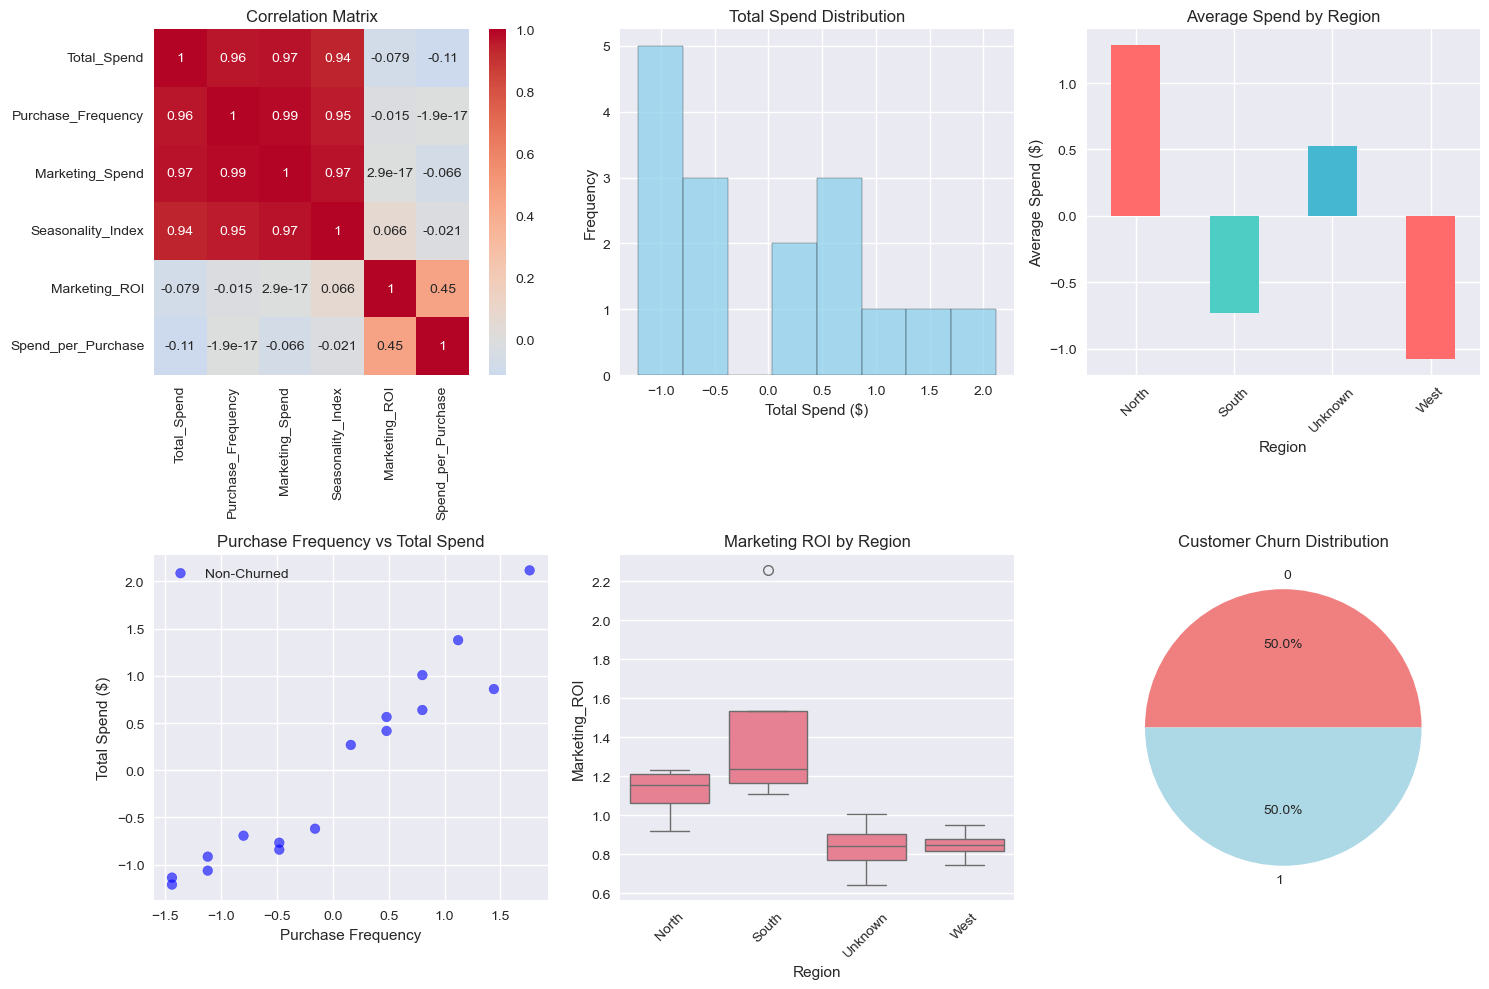 Correlation Matrix
Total_Spend 1 0.96 0.97 0.94 -0.079 -0.11
Purchase_Frequency 0.96 1 0.99 0.95 -0.015 -1.9e-17
Marketing_Spend 0.97 0.99 1 0.97 2.9e-17 -0.066
Seasonality_Index 0.94 0.95 0.97 1 0.066 -0.021
Marketing_ROI -0.079 -0.015 2.9e-17 0.066 1 0.45
Spend_per_Purchase -0.11 -1.9e-17 -0.066 -0.021 0.45 1
Total_Spend
Purchase_Frequency
Marketing_Spend
Seasonality_Index
Marketing_ROI
Spend_per_Purchase
1.0
0.8
0.6
0.4
0.2
0.0
Total Spend Distribution
Frequency
5
4
3
2
1
0
−1.0 −0.5 0.0 0.5 1.0 1.5 2.0
Total Spend ($)
Average Spend by Region
Average Spend ($)
1.0
0.5
0.0
−0.5
−1.0
North South Unknown West
Region
Purchase Frequency vs Total Spend
Non-Churned
Total Spend ($)
2.0
1.5
1.0
0.5
0.0
−0.5
−1.0
−1.5 −1.0 −0.5 0.0 0.5 1.0 1.5
Purchase Frequency
Marketing ROI by Region
Marketing_ROI
2.2
2.0
1.8
1.6
1.4
1.2
1.0
0.8
0.6
North South Unknown West
Region
Customer Churn Distribution
0
50.0%
50.0%
1